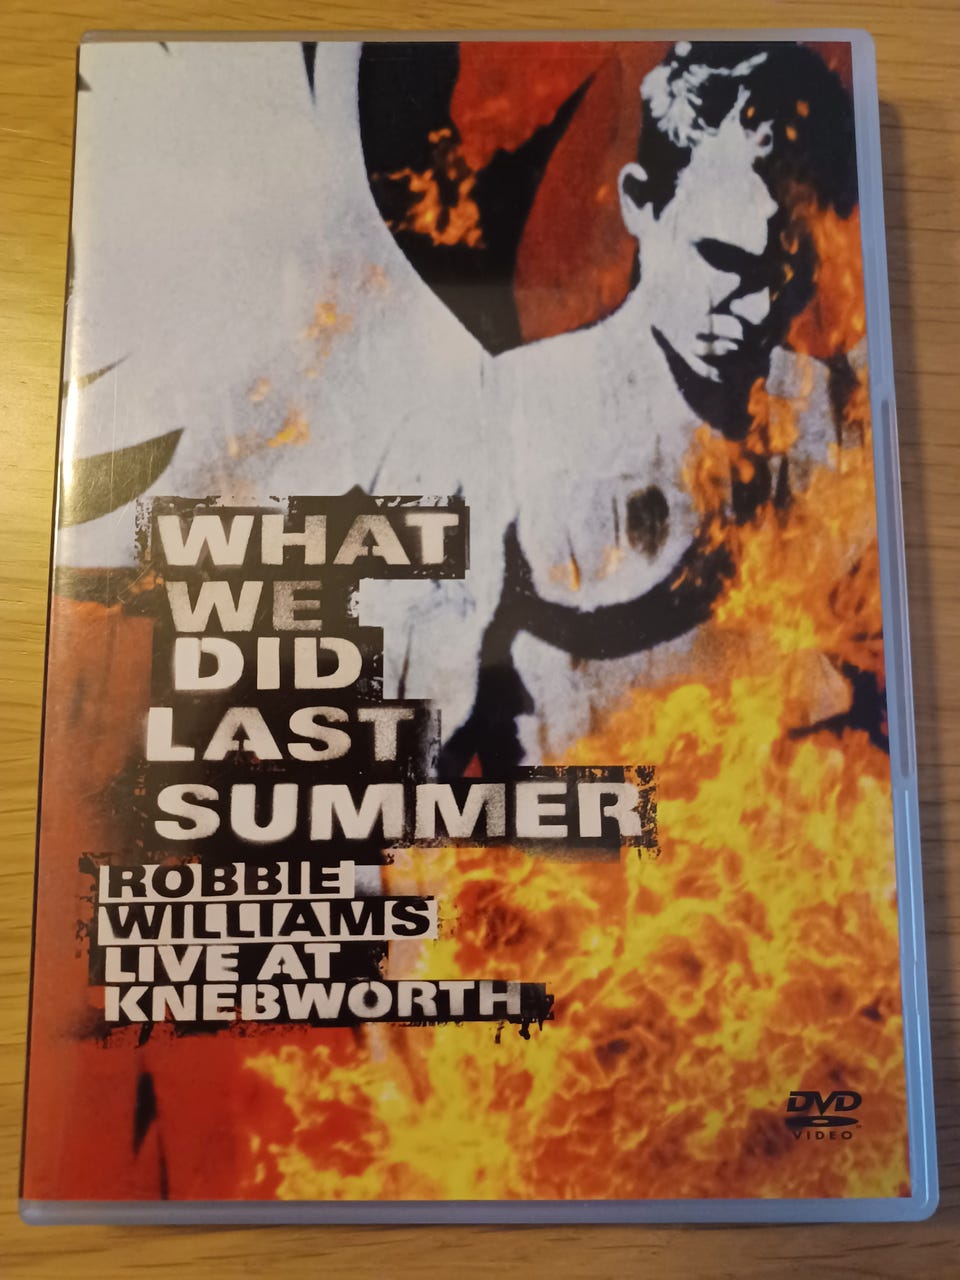 WHAT
WE
DID
LAST
SUMMER
ROBBIE
WILLIAMS
LIVE AT
KNEBWORTH
DVD
VIDEO